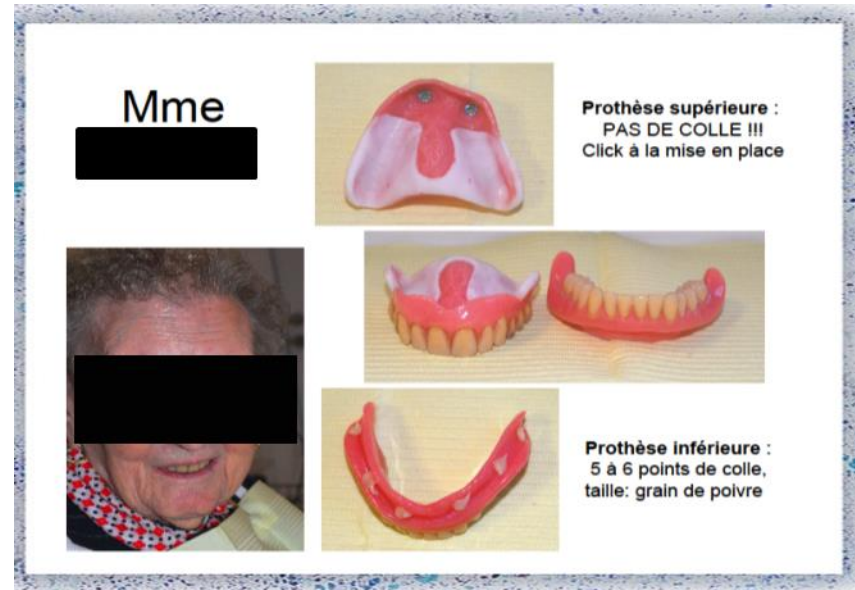 Mme
Prothèse supérieure :
PAS DE COLLE !!!
Click à la mise en place
Prothèse inférieure :
5 à 6 points de colle,
taille: grain de poivre